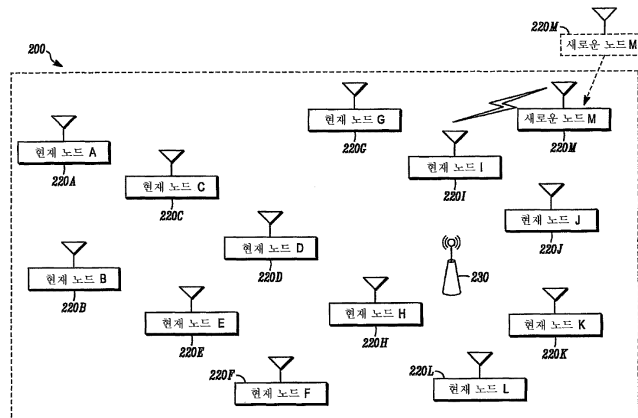 220M
새로운 노드 M
200
현재 노드 G
220G
새로운 노드 M
220M
현재 노드 A
220A
현재 노드 I
220I
현재 노드 C
220C
현재 노드 J
220J
현재 노드 D
220D
230
현재 노드 B
220B
현재 노드 E
220E
현재 노드 H
220H
현재 노드 K
220K
220F
현재 노드 F
220L
현재 노드 L